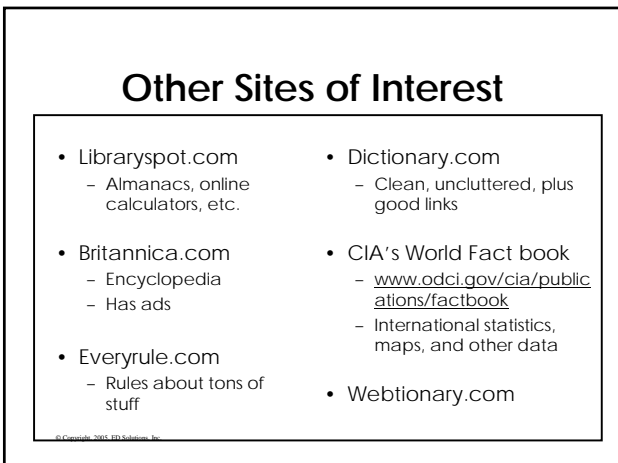 Other Sites of Interest
• Libraryspot.com
– Almanacs, online
calculators, etc.
• Britannica.com
– Encyclopedia
– Has ads
• Everyrule.com
– Rules about tons of
stuff
• Dictionary.com
– Clean, uncluttered, plus
good links
• CIA's World Fact book
– www.odci.gov/cia/public
ations/factbook
– International statistics,
maps, and other data
• Webtionary.com
© Copyright, 2005, ED Solutions, Inc.